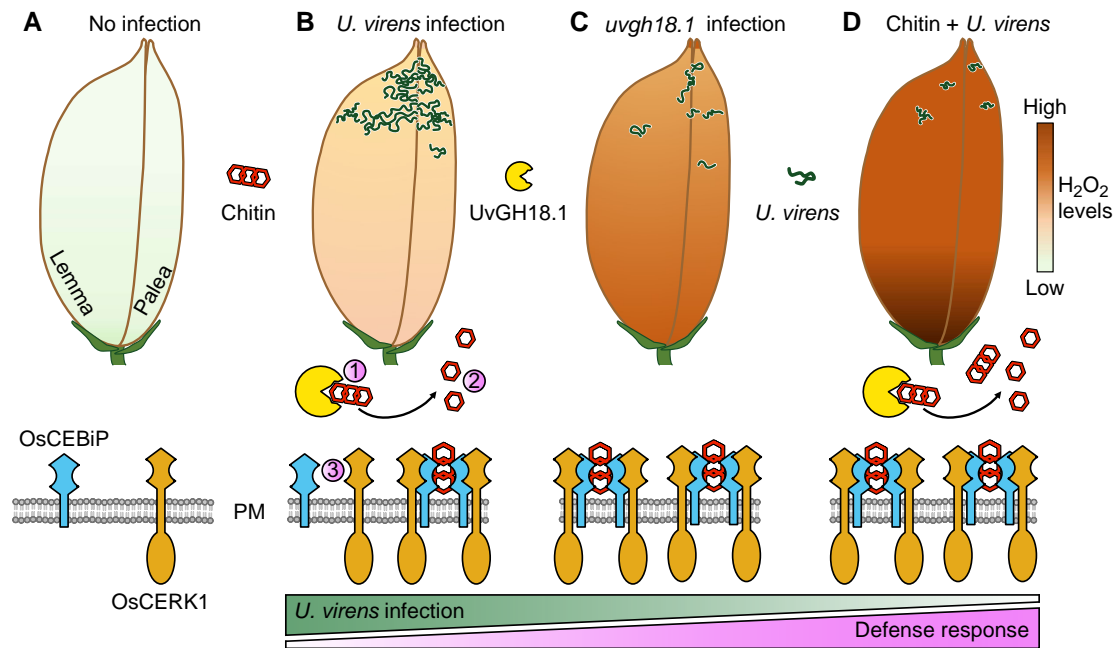 A
No infection
B
U. virens infection
C
uvgh18.1 infection
D
Chitin + U. virens
High
H₂O₂
levels
Low
Chitin
UvGH18.1
U. virens
Lemma
Palea
1
2
OsCEBiP
3
PM
OsCERK1
U. virens infection
Defense response